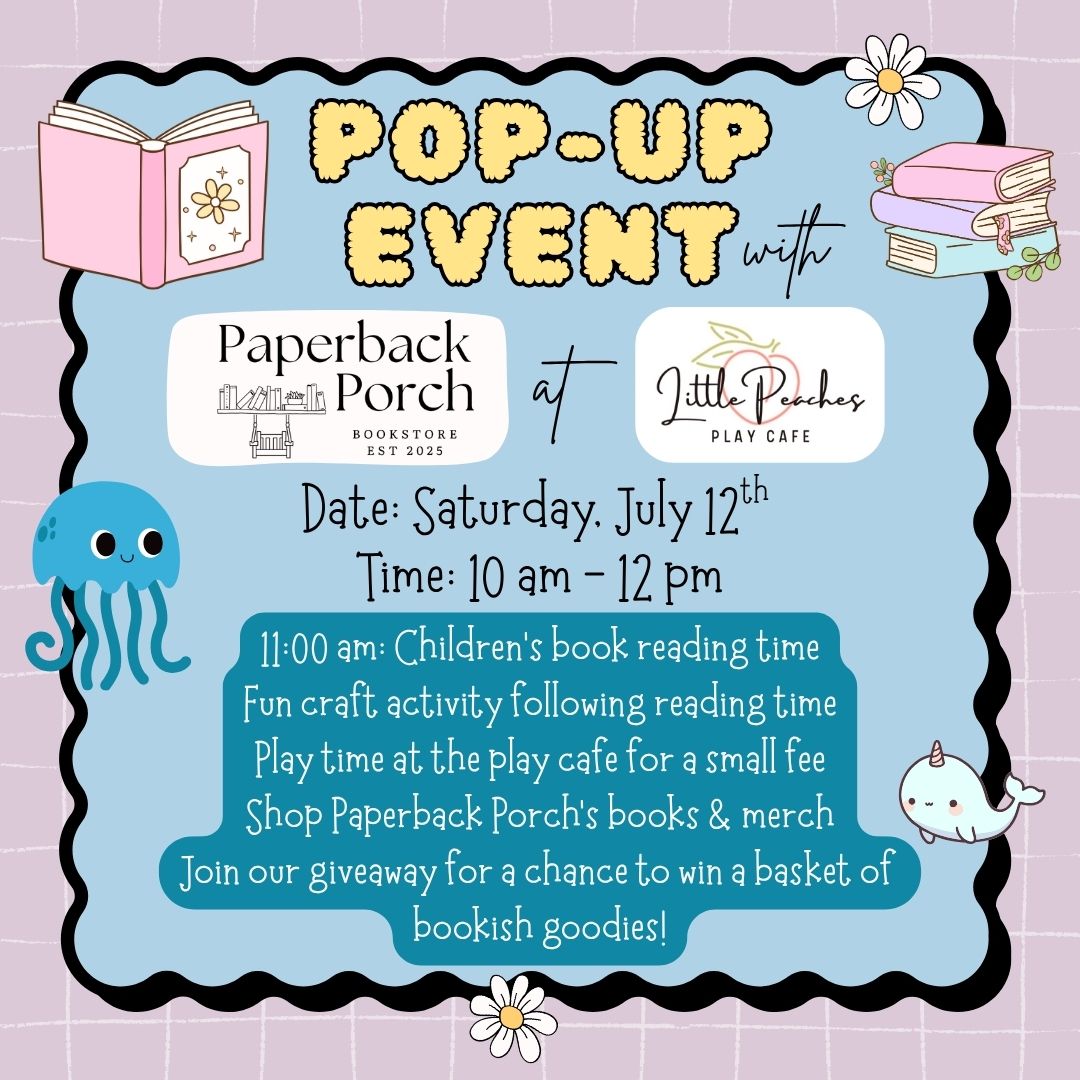 POP-UP
EVENT with
Paperback
Porch
BOOKSTORE
EST 2025
at
Little Peaches
PLAY CAFE
Date: Saturday, July 12th
Time: 10 am - 12 pm
11:00 am: Children's book reading time
Fun craft activity following reading time
Play time at the play cafe for a small fee
Shop Paperback Porch's books & merch
Join our giveaway for a chance to win a basket of
bookish goodies!